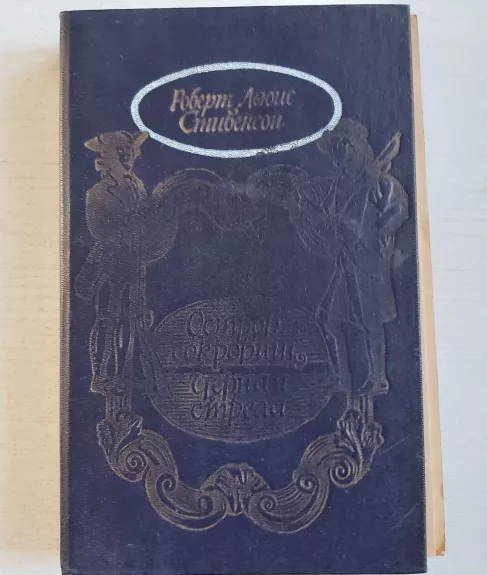 Роберт Льюис
Стивенсон
Остров
сокровищ
Черная
стрела